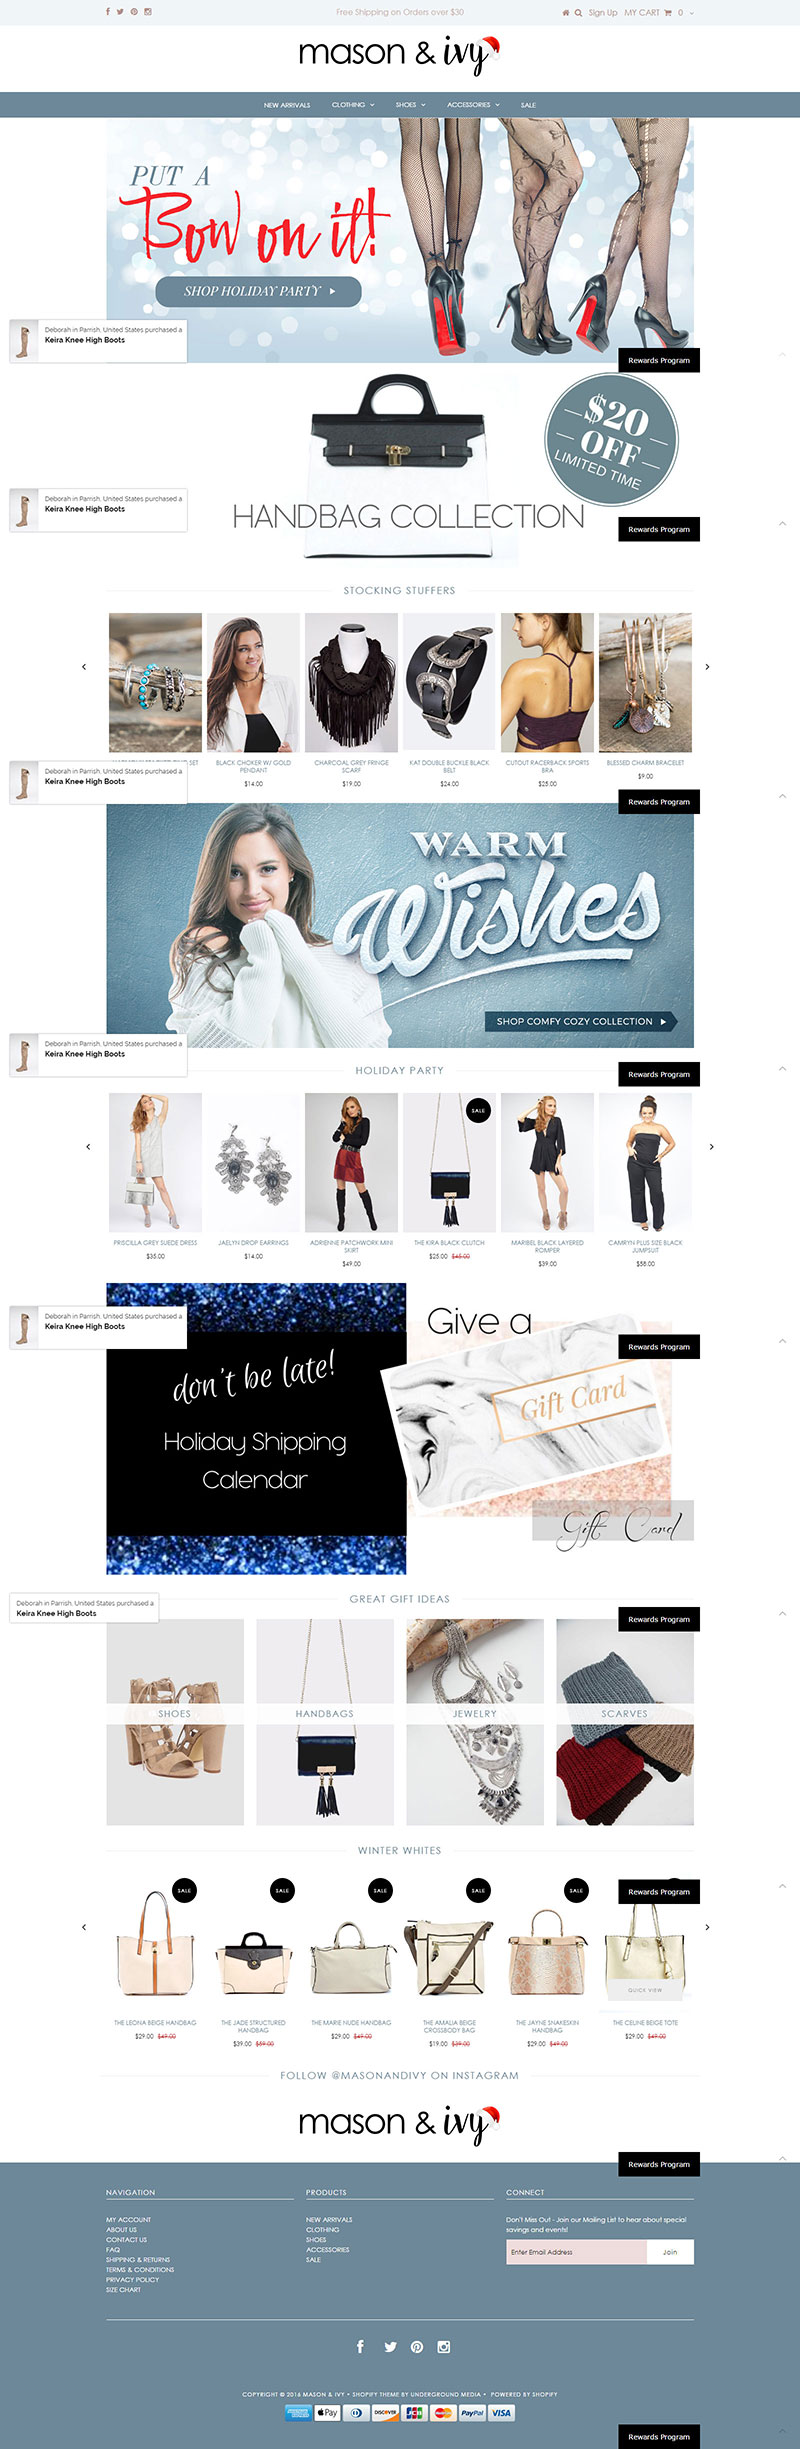 Free Shipping on Orders over $30
Sign Up MY CART 0
mason & ivy
NEW ARRIVALS CLOTHING SHOES ACCESSORIES SALE
PUT A
Bow on it!
SHOP HOLIDAY PARTY
Deborah in Parrish, United States purchased a
Keira Knee High Boots
Rewards Program
$20
OFF
LIMITED TIME
HANDBAG COLLECTION
Deborah in Parrish, United States purchased a
Keira Knee High Boots
Rewards Program
STOCKING STUFFERS
SET
BLACK CHOKER W/ GOLD
PENDANT
$14.00
CHARCOAL GREY FRINGE
SCARF
$19.00
KAT DOUBLE BUCKLE BLACK
BELT
$24.00
CUTOUT RACERBACK SPORTS
BRA
$25.00
BLESSED CHARM BRACELET
$9.00
Deborah in Parrish, United States purchased a
Keira Knee High Boots
Rewards Program
WARM
Wishes
SHOP COMFY COZY COLLECTION
Deborah in Parrish, United States purchased a
Keira Knee High Boots
Rewards Program
HOLIDAY PARTY
SALE
PRISCILLA GREY SUEDE DRESS
$35.00
JAELYN DROP EARRINGS
$14.00
ADRIENNE PATCHWORK MINI
SKIRT
$49.00
THE KIRA BLACK CLUTCH
$25.00 $45.00
MARIBEL BLACK LAYERED
ROMPER
$39.00
CAMRYN PLUS SIZE BLACK
JUMPSUIT
$58.00
Deborah in Parrish, United States purchased a
Keira Knee High Boots
Rewards Program
don't be late!
Holiday Shipping
Calendar
Give a
Gift Card
Gift Card
GREAT GIFT IDEAS
Deborah in Parrish, United States purchased a
Keira Knee High Boots
Rewards Program
SHOES
HANDBAGS
JEWELRY
SCARVES
WINTER WHITES
SALE
SALE
SALE
SALE
SALE
Rewards Program
QUICK VIEW
THE LEONA BEIGE HANDBAG
$29.00 $49.00
THE JADE STRUCTURED
HANDBAG
$39.00 $59.00
THE MARIE NUDE HANDBAG
$29.00 $49.00
THE AMALIA BEIGE
CROSSBODY BAG
$19.00 $39.00
THE JAYNE SNAKESKIN
HANDBAG
$29.00 $49.00
THE CELINE BEIGE TOTE
$29.00 $49.00
FOLLOW @MASONANDIVY ON INSTAGRAM
mason & ivy
Rewards Program
NAVIGATION
MY ACCOUNT
ABOUT US
CONTACT US
FAQ
SHIPPING & RETURNS
TERMS & CONDITIONS
PRIVACY POLICY
SIZE CHART
PRODUCTS
NEW ARRIVALS
CLOTHING
SHOES
ACCESSORIES
SALE
CONNECT
Don't Miss Out - Join our Mailing List to hear about special
savings and events!
Enter Email Address
Join
COPYRIGHT © 2016 MASON & IVY • SHOPIFY THEME BY UNDERGROUND MEDIA • POWERED BY SHOPIFY
Pay DISCOVER JCB MasterCard PayPal VISA
Rewards Program